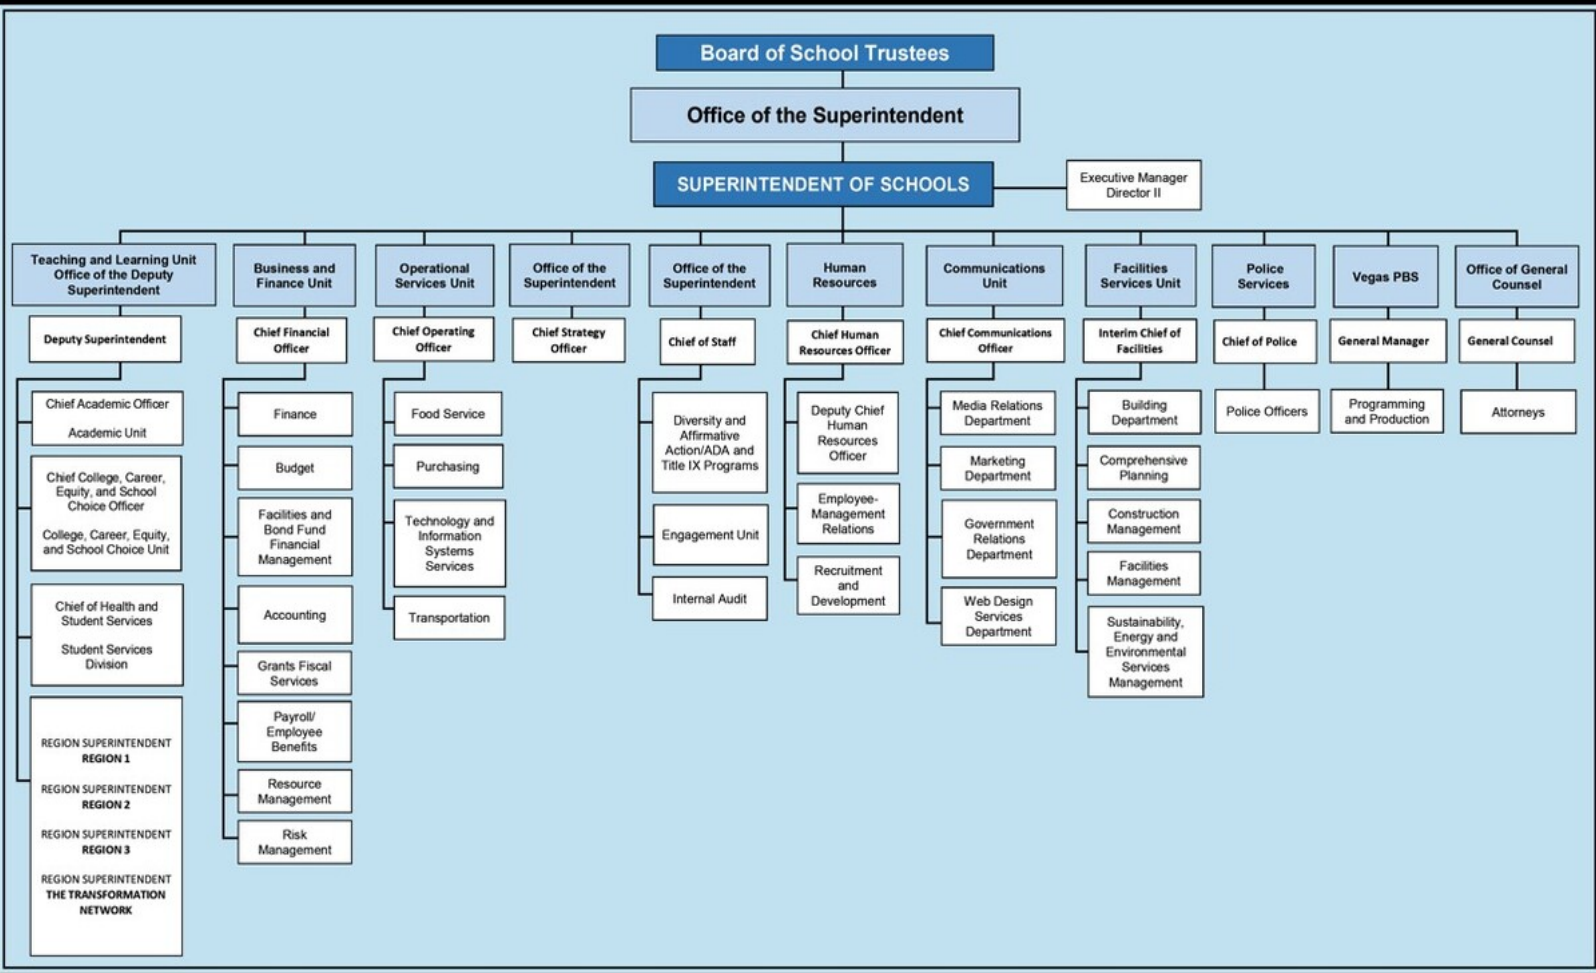 Board of School Trustees
Office of the Superintendent
SUPERINTENDENT OF SCHOOLS
Executive Manager
Director II
Teaching and Learning Unit
Office of the Deputy
Superintendent
Deputy Superintendent
Chief Academic Officer
Academic Unit
Chief College, Career,
Equity, and School
Choice Officer
College, Career, Equity,
and School Choice Unit
Chief of Health and
Student Services
Student Services
Division
REGION SUPERINTENDENT
REGION 1
REGION SUPERINTENDENT
REGION 2
REGION SUPERINTENDENT
REGION 3
REGION SUPERINTENDENT
THE TRANSFORMATION
NETWORK
Business and
Finance Unit
Chief Financial
Officer
Finance
Budget
Facilities and
Bond Fund
Financial
Management
Accounting
Grants Fiscal
Services
Payroll/
Employee
Benefits
Resource
Management
Risk
Management
Operational
Services Unit
Chief Operating
Officer
Food Service
Purchasing
Technology and
Information
Systems
Services
Transportation
Office of the
Superintendent
Chief Strategy
Officer
Office of the
Superintendent
Chief of Staff
Diversity and
Affirmative
Action/ADA and
Title IX Programs
Engagement Unit
Internal Audit
Human
Resources
Chief Human
Resources Officer
Deputy Chief
Human
Resources
Officer
Employee-
Management
Relations
Recruitment
and
Development
Communications
Unit
Chief Communications
Officer
Media Relations
Department
Marketing
Department
Government
Relations
Department
Web Design
Services
Department
Facilities
Services Unit
Interim Chief of
Facilities
Building
Department
Comprehensive
Planning
Construction
Management
Facilities
Management
Sustainability,
Energy and
Environmental
Services
Management
Police
Services
Chief of Police
Police Officers
Vegas PBS
General Manager
Programming
and Production
Office of General
Counsel
General Counsel
Attorneys